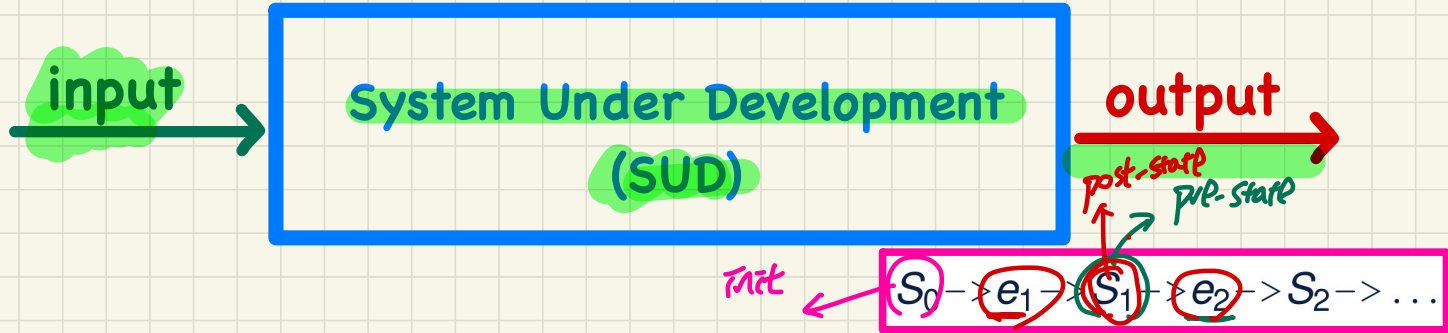 input
System Under Development
(SUD)
output
post-state
pre-state
init
S₀ -> e₁ -> S₁ -> e₂ -> S₂ -> ...